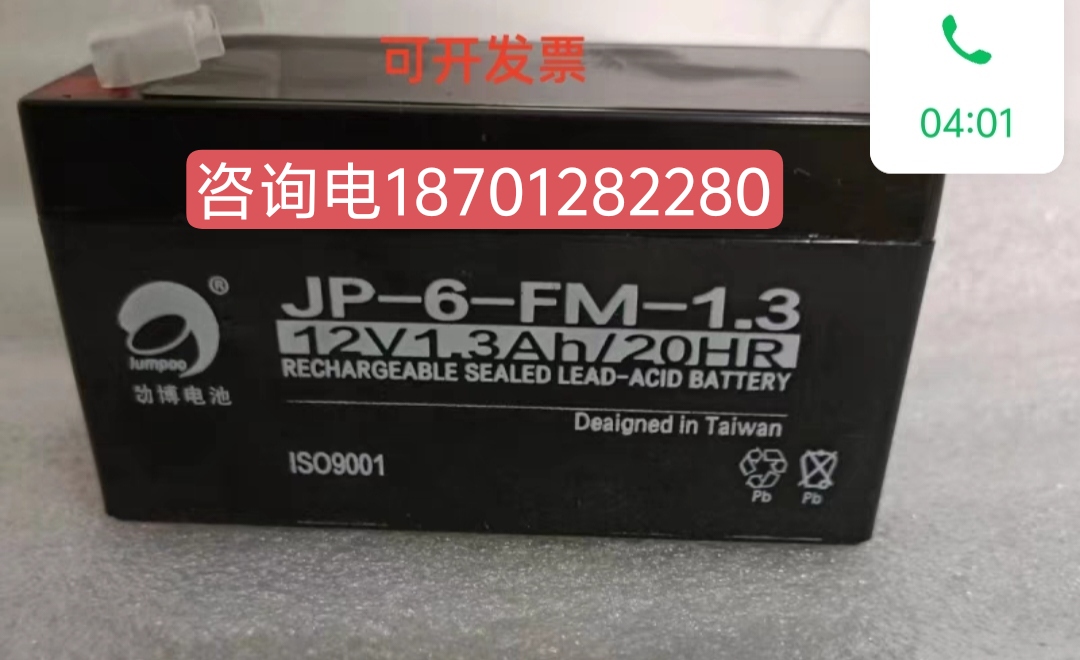 可开发票
04:01
咨询电18701282280
®
JP-6-FM-1.3
12V1.3Ah/20HR
RECHARGEABLE SEALED LEAD-ACID BATTERY
Jumpoo
劲博电池
Deaigned in Taiwan
ISO9001
Pb Pb